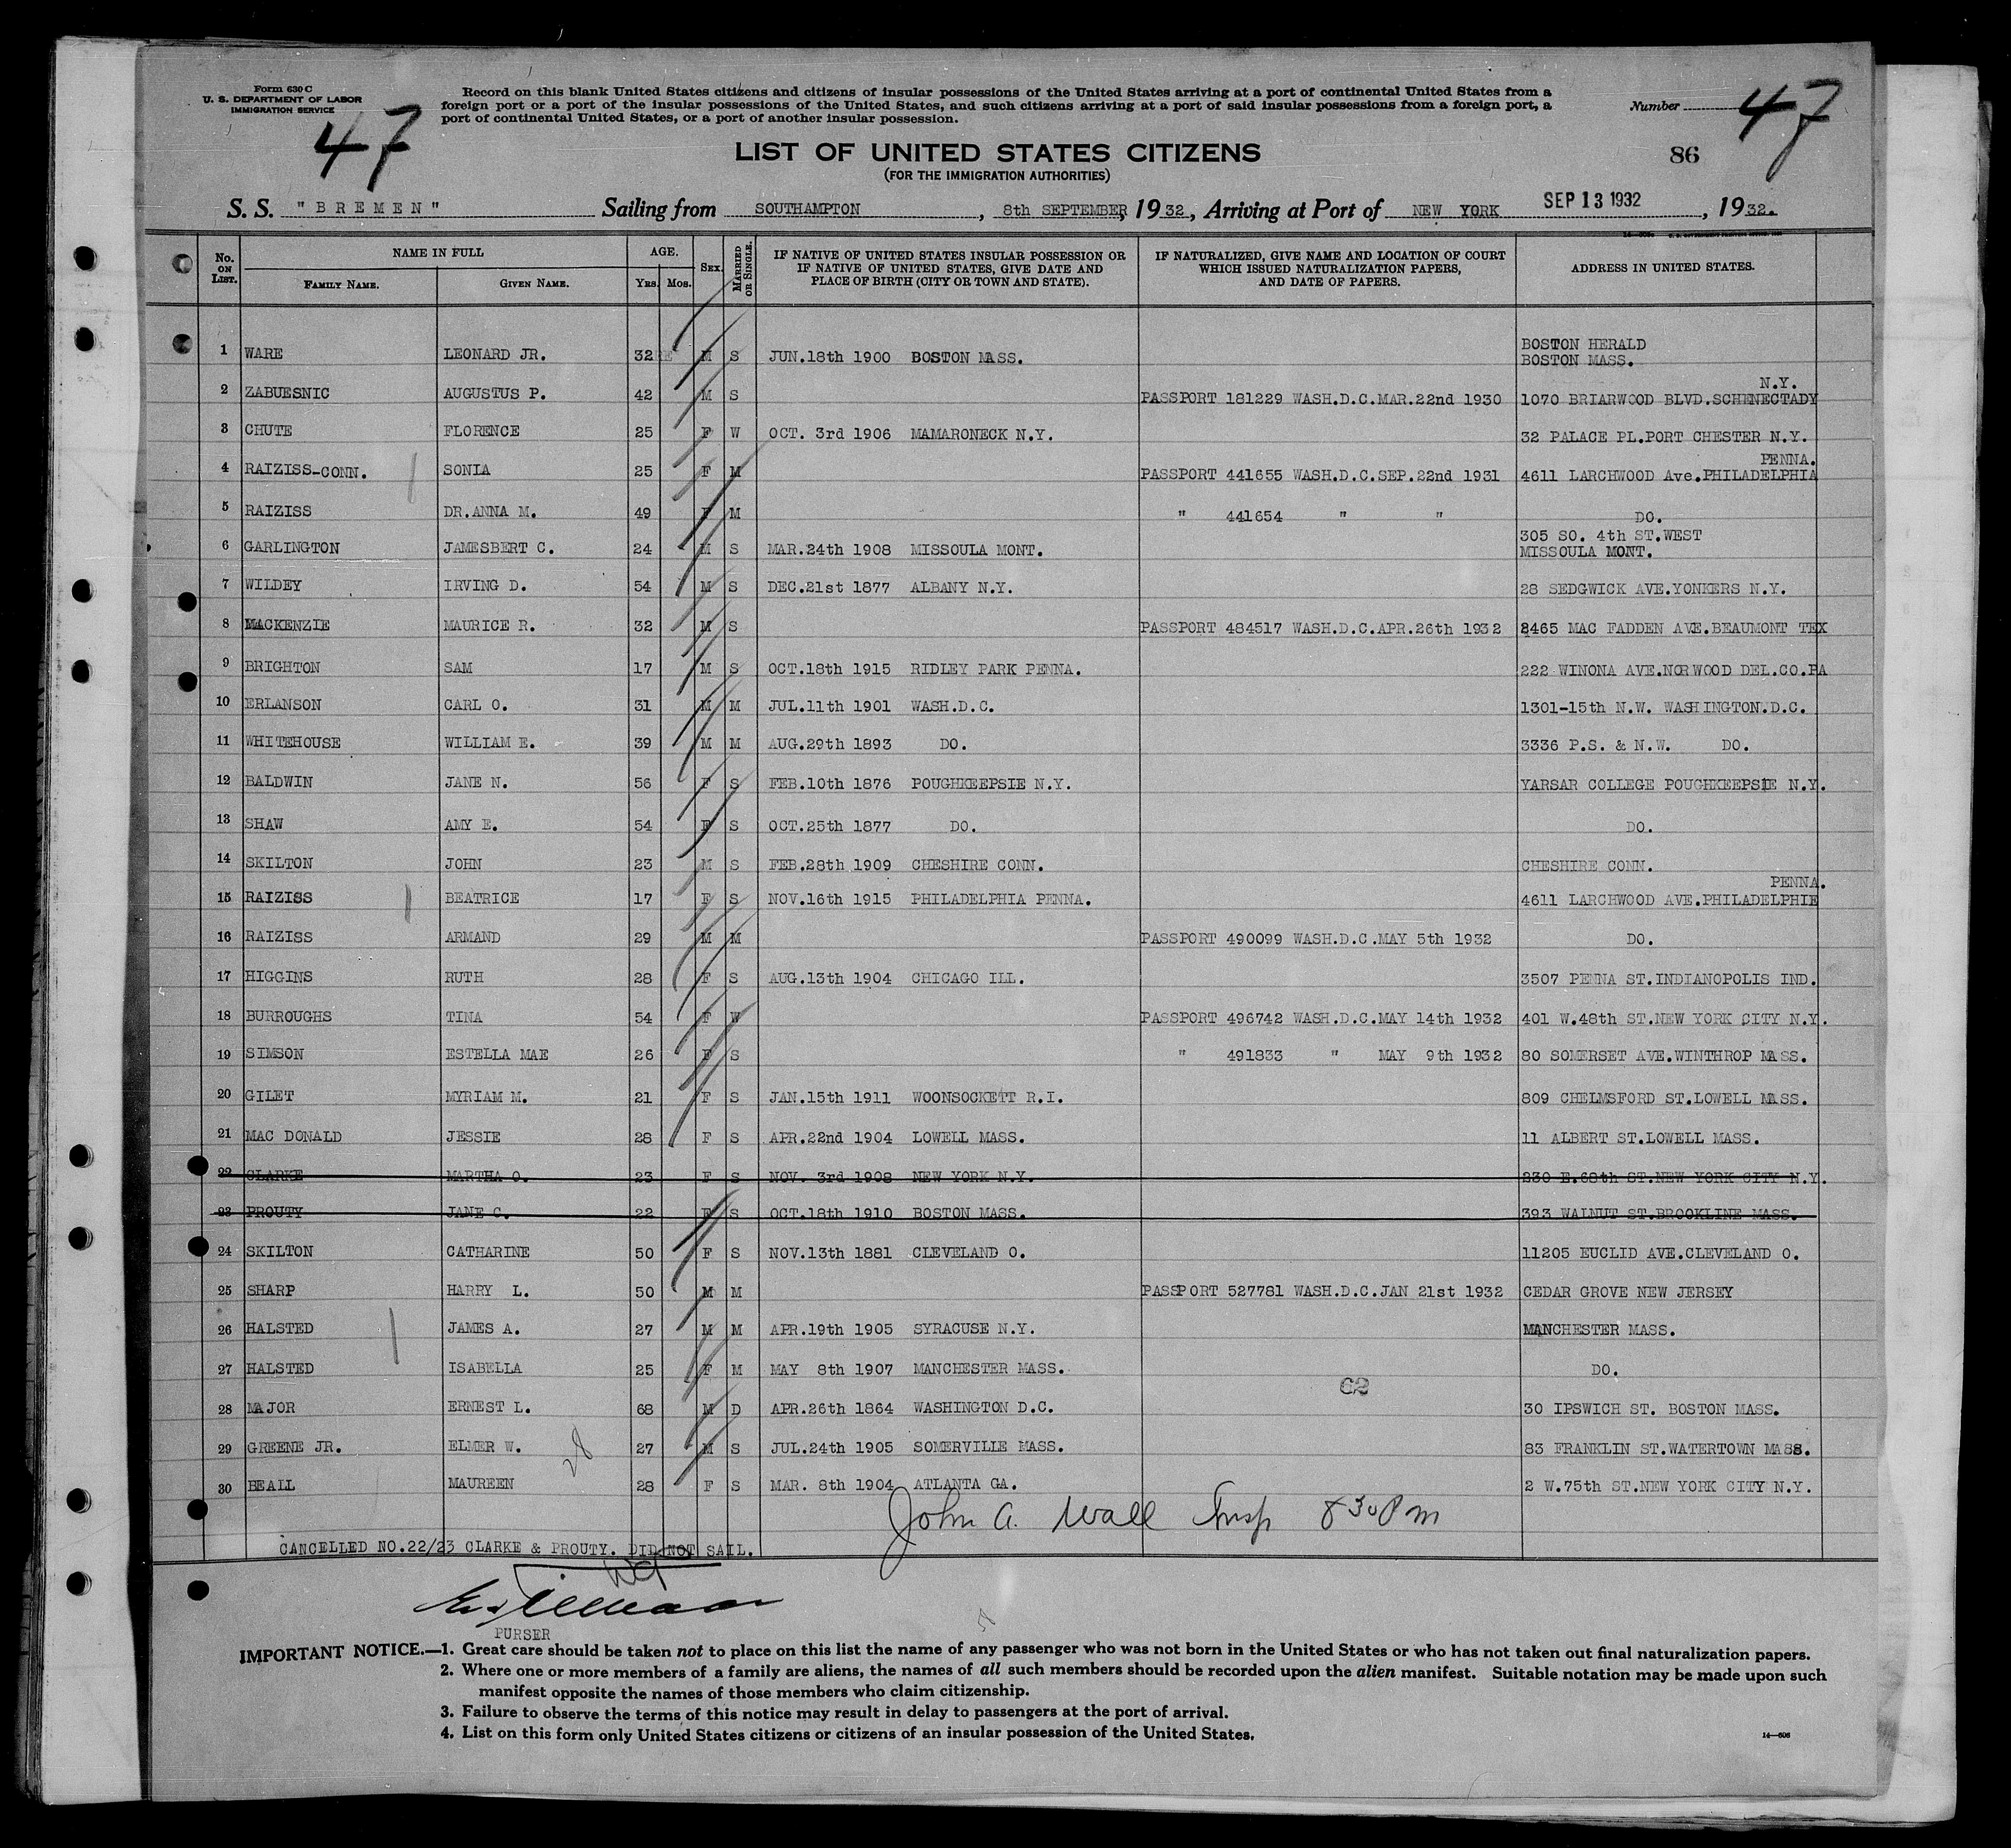 Form 630 C
U. S. DEPARTMENT OF LABOR
IMMIGRATION SERVICE
47
Record on this blank United States citizens and citizens of insular possessions of the United States arriving at a port of continental United States from a
foreign port or a port of the insular possessions of the United States, and such citizens arriving at a port of said insular possessions from a foreign port, a
port of continental United States, or a port of another insular possession.
Number 47
LIST OF UNITED STATES CITIZENS
(FOR THE IMMIGRATION AUTHORITIES)
86
S. S. "BREMEN" Sailing from SOUTHAMPTON, 8th SEPTEMBER, 1932, Arriving at Port of NEW YORK SEP 13 1932, 1932.
No. ON LIST. NAME IN FULL FAMILY NAME. GIVEN NAME. AGE. YRS. MOS. SEX. MARRIED OR SINGLE. IF NATIVE OF UNITED STATES INSULAR POSSESSION OR IF NATIVE OF UNITED STATES, GIVE DATE AND PLACE OF BIRTH (CITY OR TOWN AND STATE). IF NATURALIZED, GIVE NAME AND LOCATION OF COURT WHICH ISSUED NATURALIZATION PAPERS, AND DATE OF PAPERS. ADDRESS IN UNITED STATES.
1 WARE LEONARD JR. 32 M S JUN.18th 1900 BOSTON MASS. BOSTON HERALD BOSTON MASS.
2 ZABUESNIC AUGUSTUS P. 42 M S PASSPORT 181229 WASH.D.C.MAR.22nd 1930 1070 BRIARWOOD BLVD.SCHENECTADY N.Y.
3 CHUTE FLORENCE 25 F W OCT. 3rd 1906 MAMARONECK N.Y. 32 PALACE PL.PORT CHESTER N.Y.
4 RAIZISS-CONN. SONIA 25 F M PASSPORT 441655 WASH.D.C.SEP.22nd 1931 4611 LARCHWOOD Ave.PHILADELPHIA PENNA.
5 RAIZISS DR.ANNA M. 49 F M " 441654 " " DO.
6 GARLINGTON JAMESBERT C. 24 M S MAR.24th 1908 MISSOULA MONT. 305 SO. 4th ST.WEST MISSOULA MONT.
7 WILDEY IRVING D. 54 M S DEC.21st 1877 ALBANY N.Y. 28 SEDGWICK AVE.YONKERS N.Y.
8 MACKENZIE MAURICE R. 32 M S PASSPORT 484517 WASH.D.C.APR.26th 1932 2465 MAC FADDEN AVE.BEAUMONT TEX
9 BRIGHTON SAM 17 M S OCT.18th 1915 RIDLEY PARK PENNA. 222 WINONA AVE.NORWOOD DEL.CO.PA
10 ERLANSON CARL O. 31 M M JUL.11th 1901 WASH.D.C. 1301-15th N.W. WASHINGTON.D.C.
11 WHITEHOUSE WILLIAM E. 39 M M AUG.29th 1893 DO. 3336 P.S. & N.W. DO.
12 BALDWIN JANE N. 56 F S FEB.10th 1876 POUGHKEEPSIE N.Y. YARSAR COLLEGE POUGHKEEPSIE N.Y.
13 SHAW AMY E. 54 F S OCT.25th 1877 DO. DO.
14 SKILTON JOHN 23 M S FEB.28th 1909 CHESHIRE CONN. CHESHIRE CONN.
15 RAIZISS BEATRICE 17 F S NOV.16th 1915 PHILADELPHIA PENNA. 4611 LARCHWOOD AVE.PHILADELPHIE PENNA.
16 RAIZISS ARMAND 29 M M PASSPORT 490099 WASH.D.C.MAY 5th 1932 DO.
17 HIGGINS RUTH 28 F S AUG.13th 1904 CHICAGO ILL. 3507 PENNA ST.INDIANOPOLIS IND.
18 BURROUGHS TINA 54 F W PASSPORT 496742 WASH.D.C.MAY 14th 1932 401 W.48th ST.NEW YORK CITY N.Y.
19 SIMSON ESTELLA MAE 26 F S " 491833 " MAY 9th 1932 80 SOMERSET AVE.WINTHROP MASS.
20 GILET MYRIAM M. 21 F S JAN.15th 1911 WOONSOCKETT R.I. 809 CHELMSFORD ST.LOWELL MASS.
21 MAC DONALD JESSIE 28 F S APR.22nd 1904 LOWELL MASS. 11 ALBERT ST.LOWELL MASS.
22 CLARKE MARTHA O. 23 F S NOV. 3rd 1908 NEW YORK N.Y. 230 E.68th ST.NEW YORK CITY N.Y.
23 PROUTY JANE C. 22 F S OCT.18th 1910 BOSTON MASS. 393 WALNUT ST.BROOKLINE MASS.
24 SKILTON CATHARINE 50 F S NOV.13th 1881 CLEVELAND O. 11205 EUCLID AVE.CLEVELAND O.
25 SHARP HARRY L. 50 M M PASSPORT 527781 WASH.D.C.JAN 21st 1932 CEDAR GROVE NEW JERSEY
26 HALSTED JAMES A. 27 M M APR.19th 1905 SYRACUSE N.Y. MANCHESTER MASS.
27 HALSTED ISABELLA 25 F M MAY 8th 1907 MANCHESTER MASS. DO.
62
28 MAJOR ERNEST L. 68 M D APR.26th 1864 WASHINGTON D.C. 30 IPSWICH ST. BOSTON MASS.
29 GREENE JR. ELMER W. 28 27 M S JUL.24th 1905 SOMERVILLE MASS. 83 FRANKLIN ST.WATERTOWN MASS.
30 BEALL MAUREEN 28 F S MAR. 8th 1904 ATLANTA GA. 2 W.75th ST.NEW YORK CITY N.Y.
John A. Wall Insp 8 30 Pm
CANCELLED NO.22/23 CLARKE & PROUTY. DID NOT SAIL.
PURSER
IMPORTANT NOTICE.—1. Great care should be taken not to place on this list the name of any passenger who was not born in the United States or who has not taken out final naturalization papers.
2. Where one or more members of a family are aliens, the names of all such members should be recorded upon the alien manifest. Suitable notation may be made upon such
manifest opposite the names of those members who claim citizenship.
3. Failure to observe the terms of this notice may result in delay to passengers at the port of arrival.
4. List on this form only United States citizens or citizens of an insular possession of the United States.
14—606